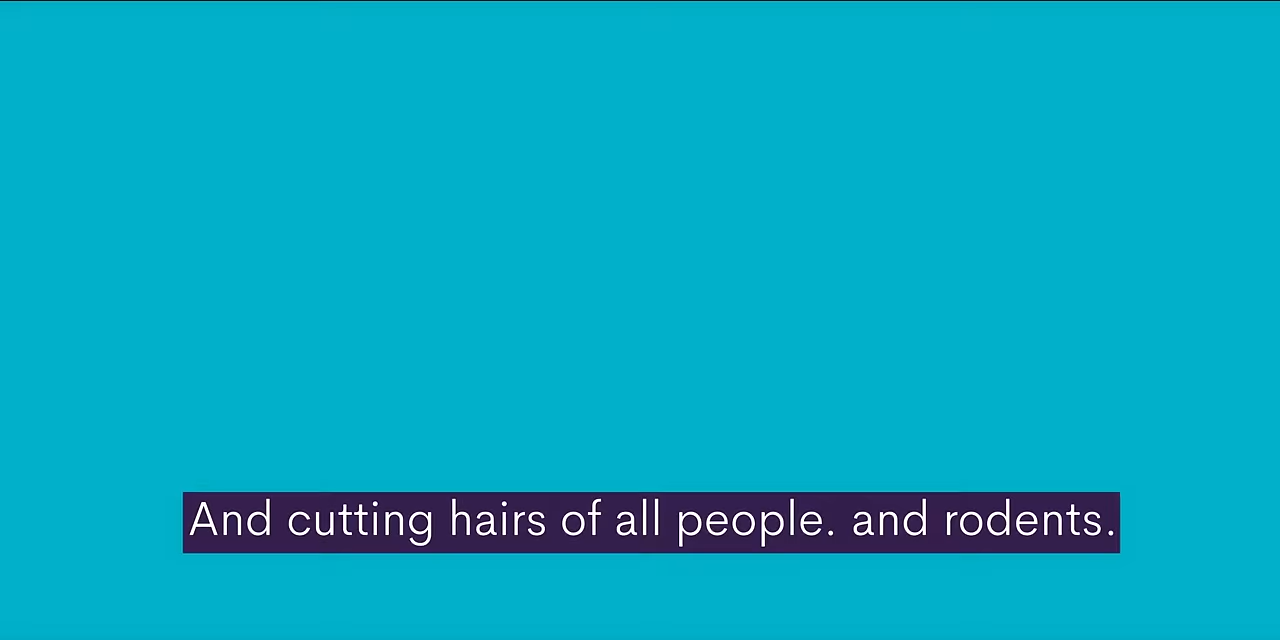 And cutting hairs of all people. and rodents.